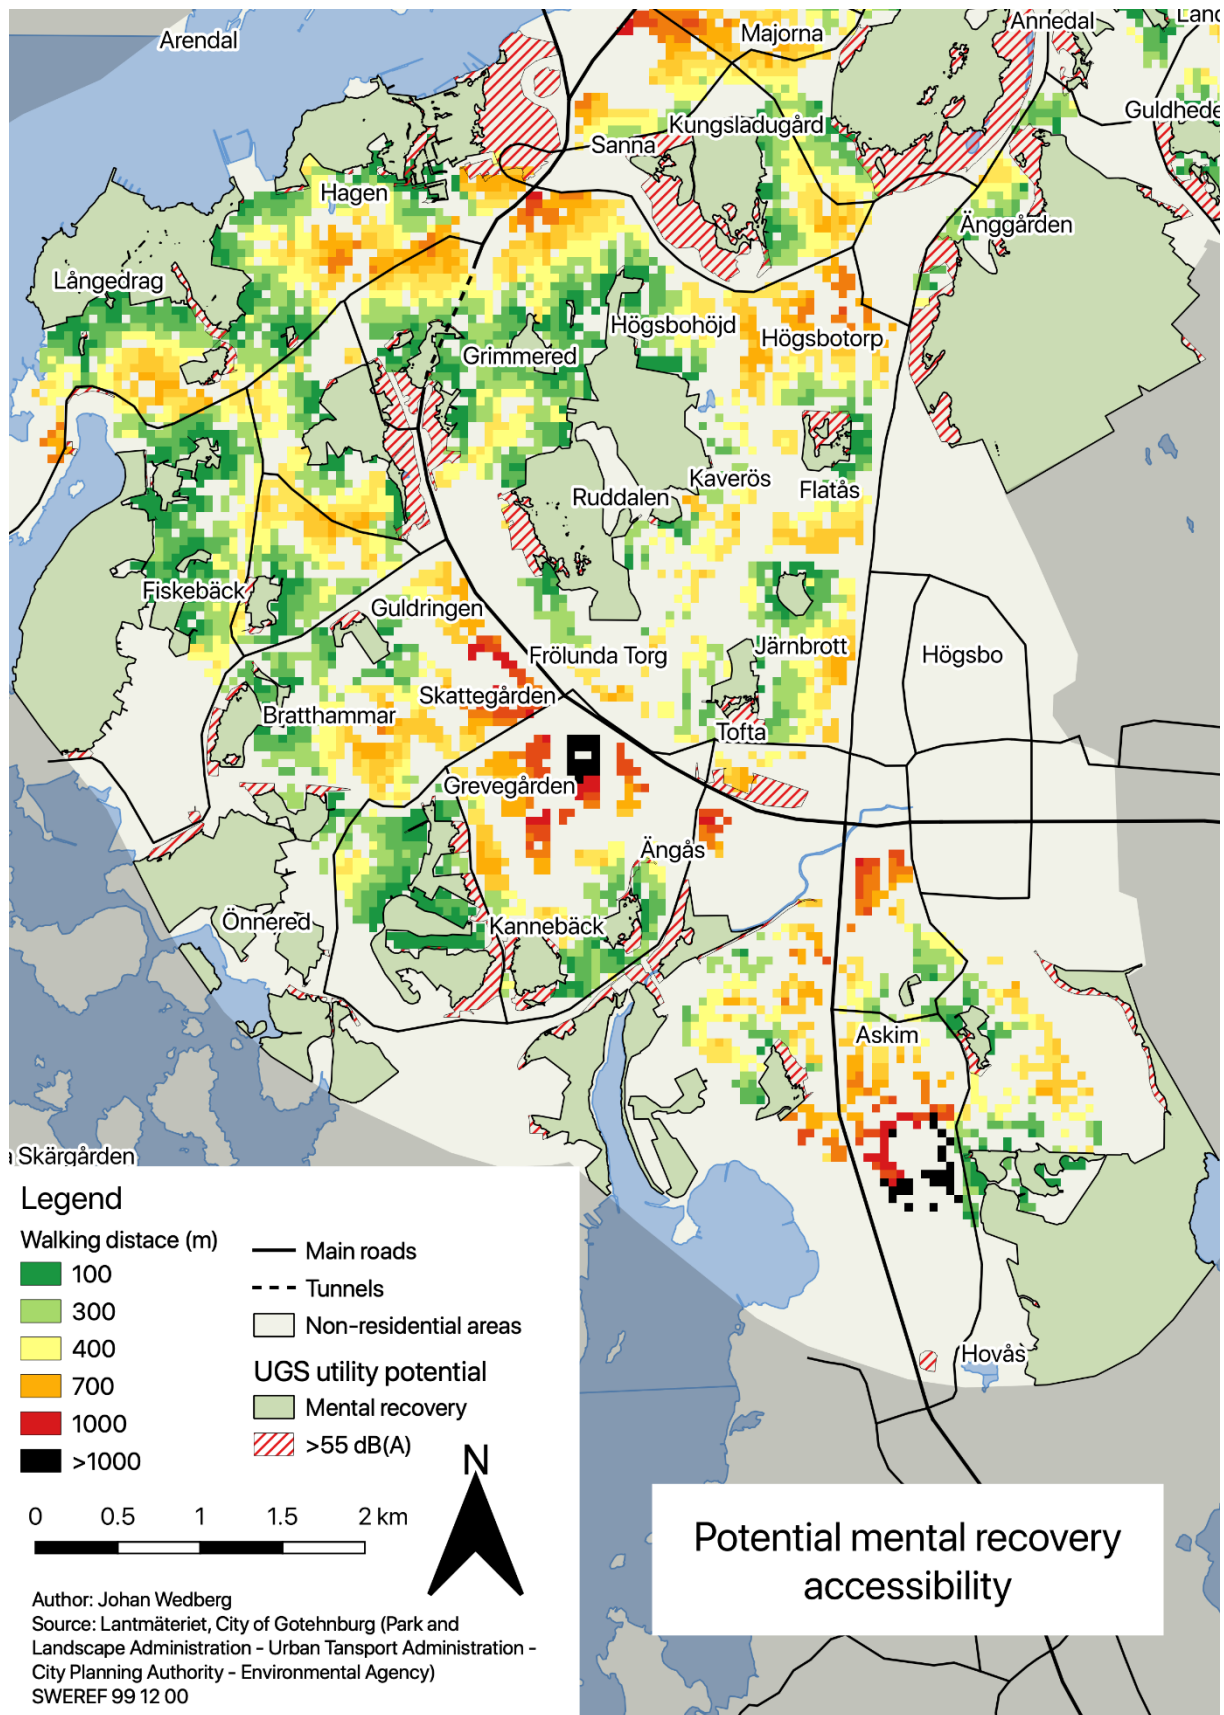 Arendal
Majorna
Annedal
Land
Guldhede
Kungsladugård
Sanna
Hagen
Änggården
Långedrag
Högsbohöjd
Högsbotorp
Grimmered
Kaverös
Flatås
Ruddalen
Fiskebäck
Guldringen
Frölunda Torg
Järnbrott
Högsbo
Skattegården
Bratthammar
Tofta
Grevegården
Ängås
Önnered
Kannebäck
Askim
a Skärgården
Hovås
Legend
Walking distace (m)
100
300
400
700
1000
>1000
Main roads
Tunnels
Non-residential areas
UGS utility potential
Mental recovery
>55 dB(A)
N
0 0.5 1 1.5 2 km
Author: Johan Wedberg
Source: Lantmäteriet, City of Gotehnburg (Park and
Landscape Administration - Urban Tansport Administration -
City Planning Authority - Environmental Agency)
SWEREF 99 12 00
Potential mental recovery
accessibility